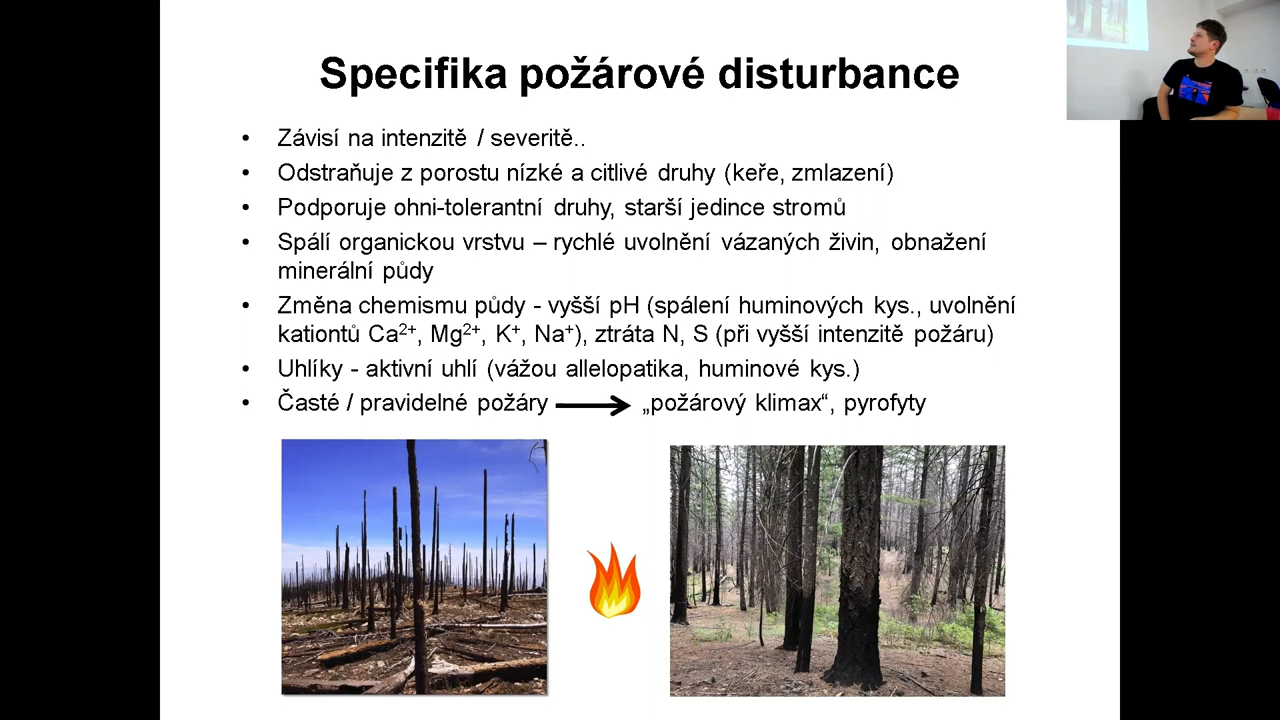 Specifika požárové disturbance
• Závisí na intenzitě / severitě..
• Odstraňuje z porostu nízké a citlivé druhy (keře, zmlazení)
• Podporuje ohni-tolerantní druhy, starší jedince stromů
• Spálí organickou vrstvu – rychlé uvolnění vázaných živin, obnažení
minerální půdy
• Změna chemismu půdy - vyšší pH (spálení huminových kys., uvolnění
kationtů Ca²⁺, Mg²⁺, K⁺, Na⁺), ztráta N, S (při vyšší intenzitě požáru)
• Uhlíky - aktivní uhlí (vážou allelopatika, huminové kys.)
• Časté / pravidelné požáry → „požárový klimax“, pyrofyty